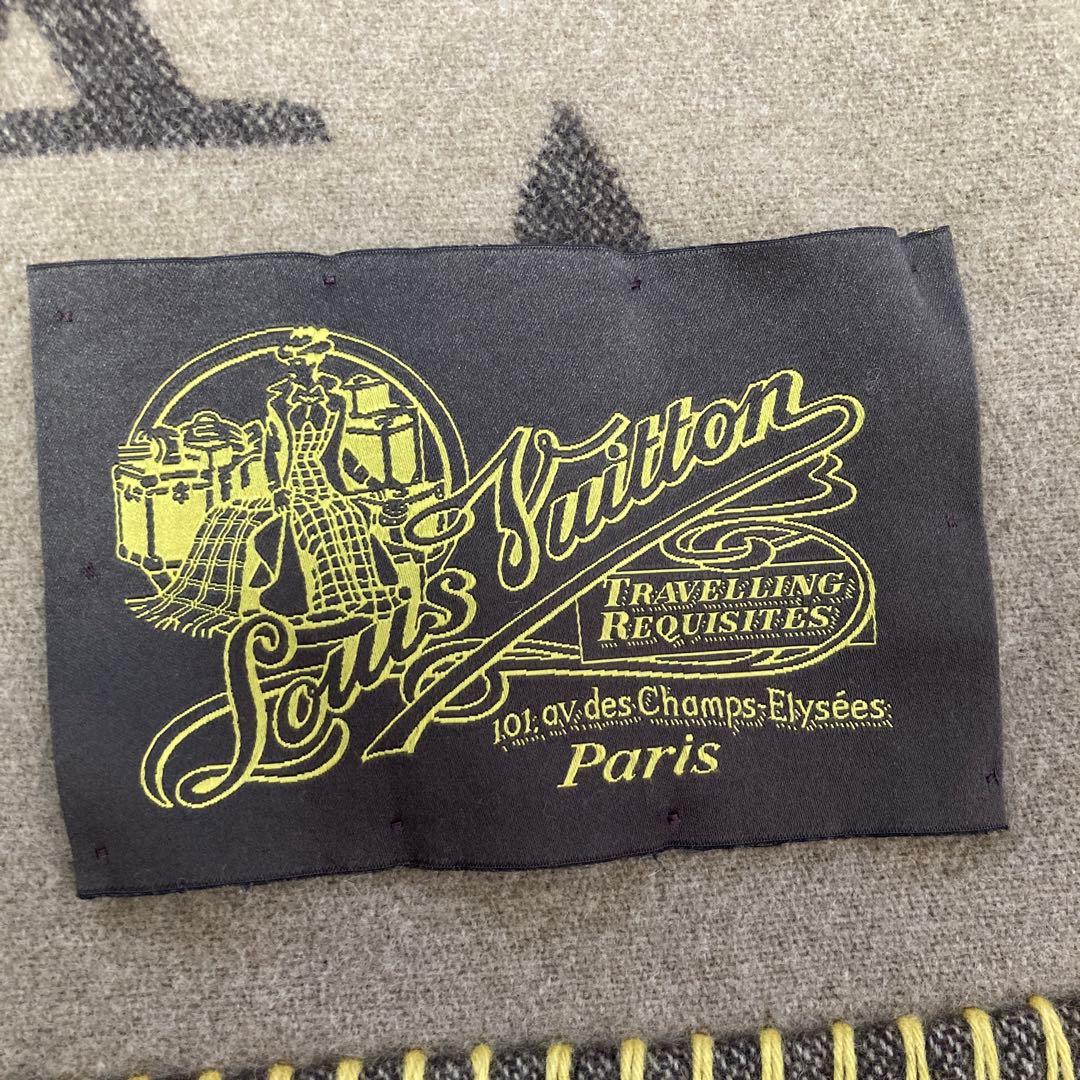 Louis Vuitton
TRAVELLING
REQUISITES
101, av. des Champs-Elysées
Paris